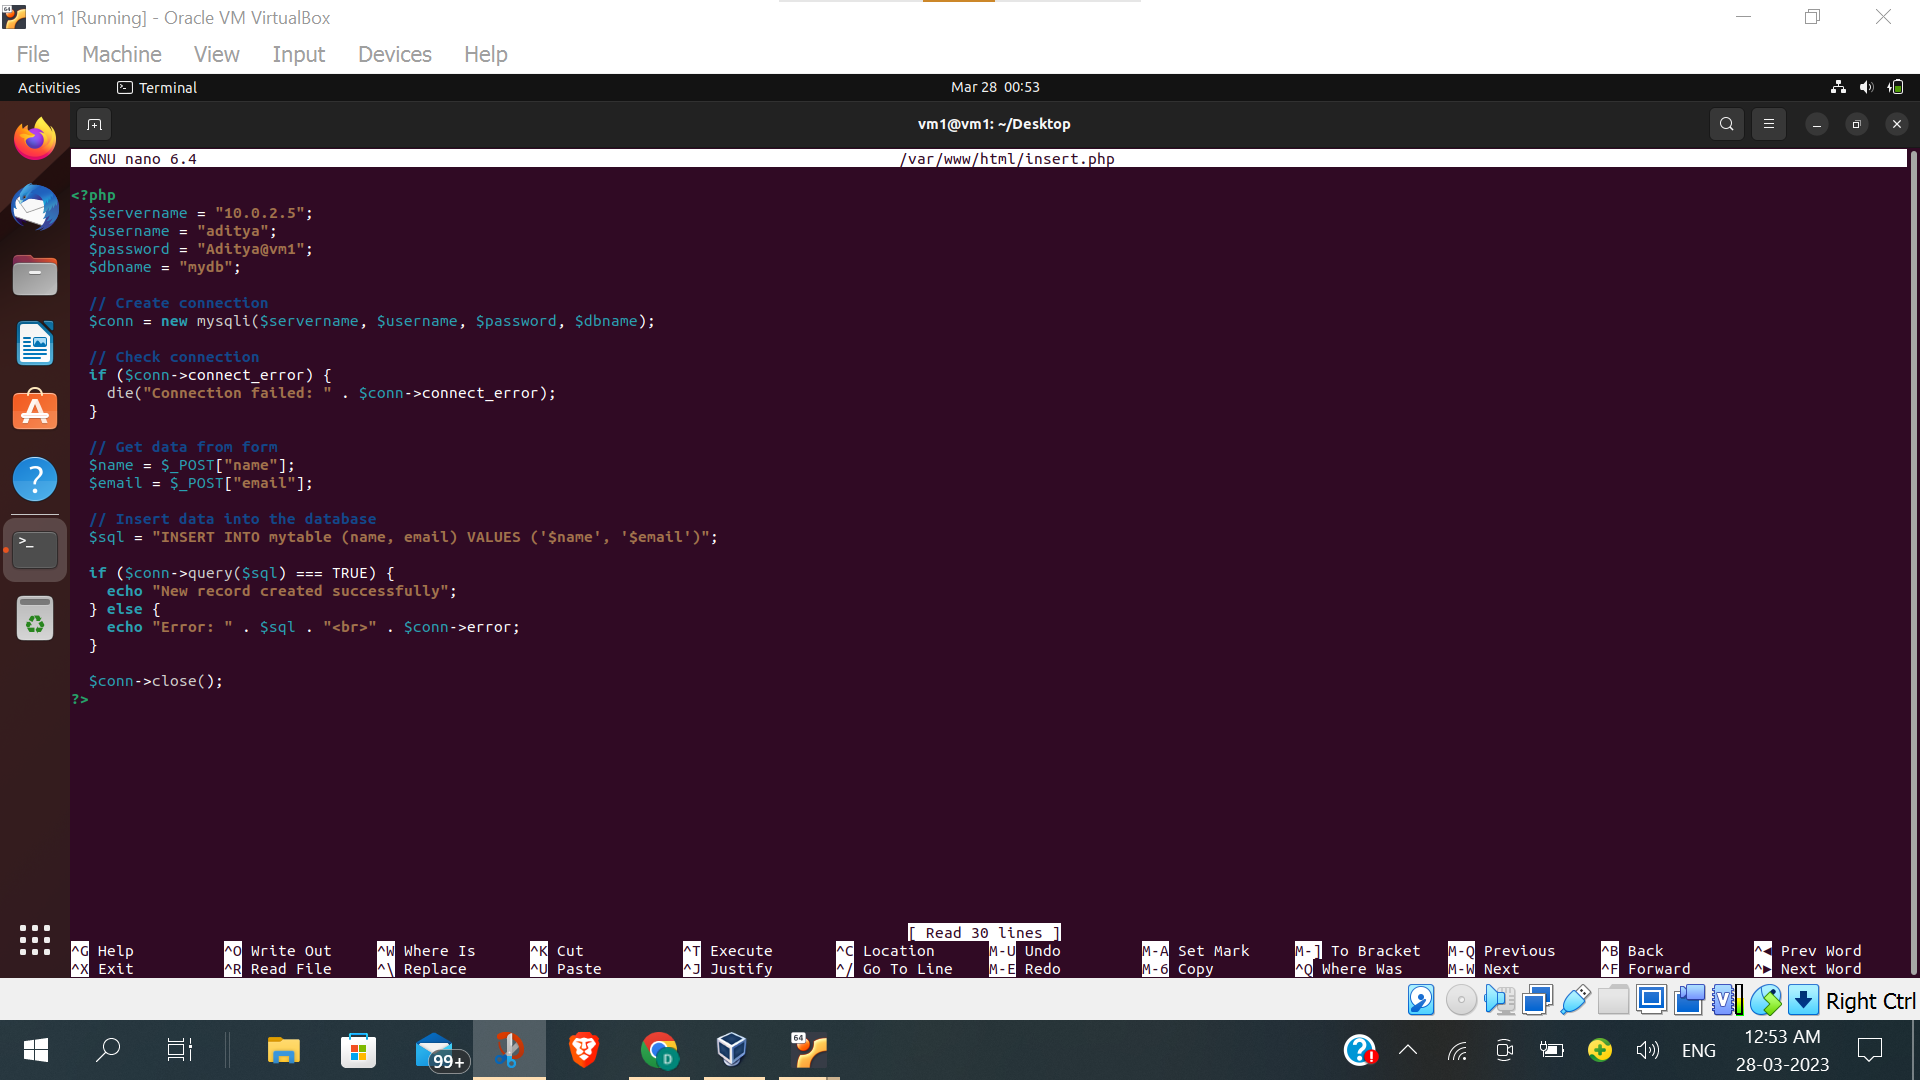 vm1 [Running] - Oracle VM VirtualBox
File Machine View Input Devices Help
Activities Terminal Mar 28 00:53
vm1@vm1: ~/Desktop
GNU nano 6.4 /var/www/html/insert.php
<?php
$servername = "10.0.2.5";
$username = "aditya";
$password = "Aditya@vm1";
$dbname = "mydb";
// Create connection
$conn = new mysqli($servername, $username, $password, $dbname);
// Check connection
if ($conn->connect_error) {
die("Connection failed: " . $conn->connect_error);
}
// Get data from form
$name = $_POST["name"];
$email = $_POST["email"];
// Insert data into the database
$sql = "INSERT INTO mytable (name, email) VALUES ('$name', '$email')";
if ($conn->query($sql) === TRUE) {
echo "New record created successfully";
} else {
echo "Error: " . $sql . "<br>" . $conn->error;
}
$conn->close();
?>
[ Read 30 lines ]
^G Help ^O Write Out ^W Where Is ^K Cut ^T Execute ^C Location M-U Undo M-A Set Mark M-] To Bracket M-Q Previous ^B Back ^◀ Prev Word
^X Exit ^R Read File ^\ Replace ^U Paste ^J Justify ^/ Go To Line M-E Redo M-6 Copy ^Q Where Was M-W Next ^F Forward ^▶ Next Word
Right Ctrl
99+ D 64 ENG 12:53 AM
28-03-2023